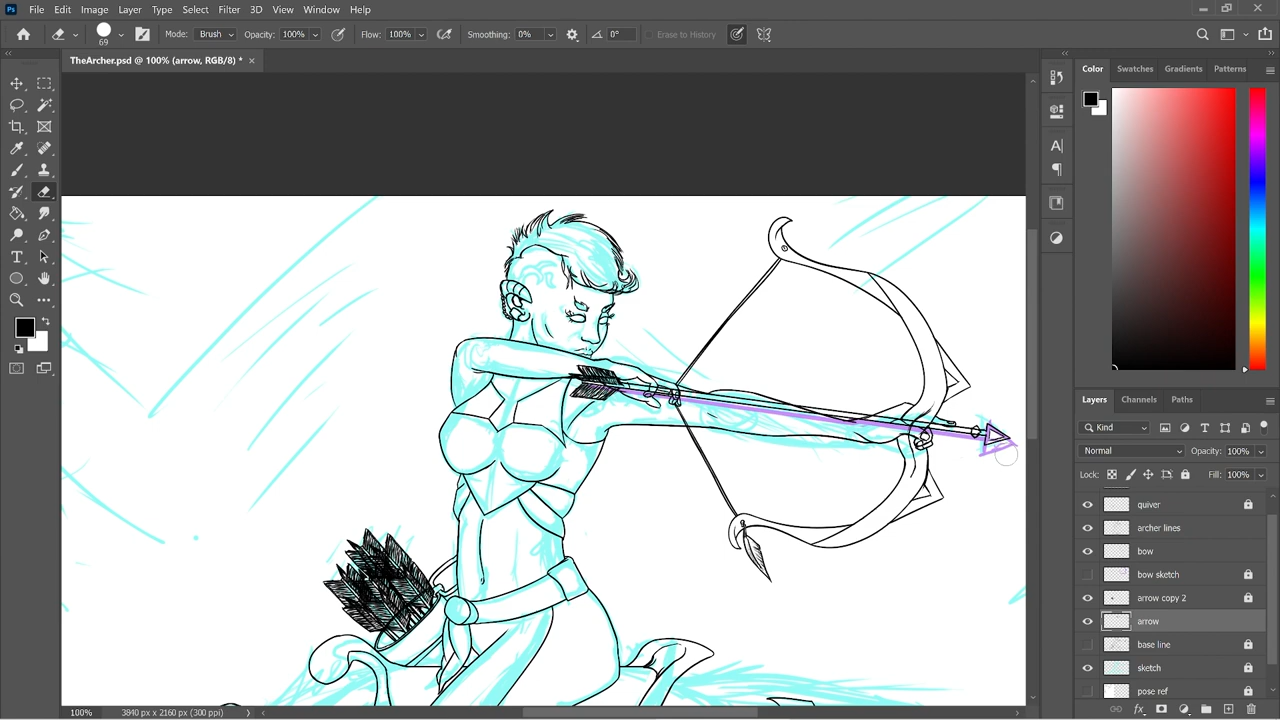 Ps File Edit Image Layer Type Select Filter 3D View Window Help
69 Mode: Brush Opacity: 100% Flow: 100% Smoothing: 0% 0° Erase to History
TheArcher.psd @ 100% (arrow, RGB/8) *
Color Swatches Gradients Patterns
Layers Channels Paths
Kind
Normal Opacity: 100%
Lock: Fill: 100%
quiver
archer lines
bow
bow sketch
arrow copy 2
arrow
base line
sketch
pose ref
100% 3840 px x 2160 px (300 ppi)